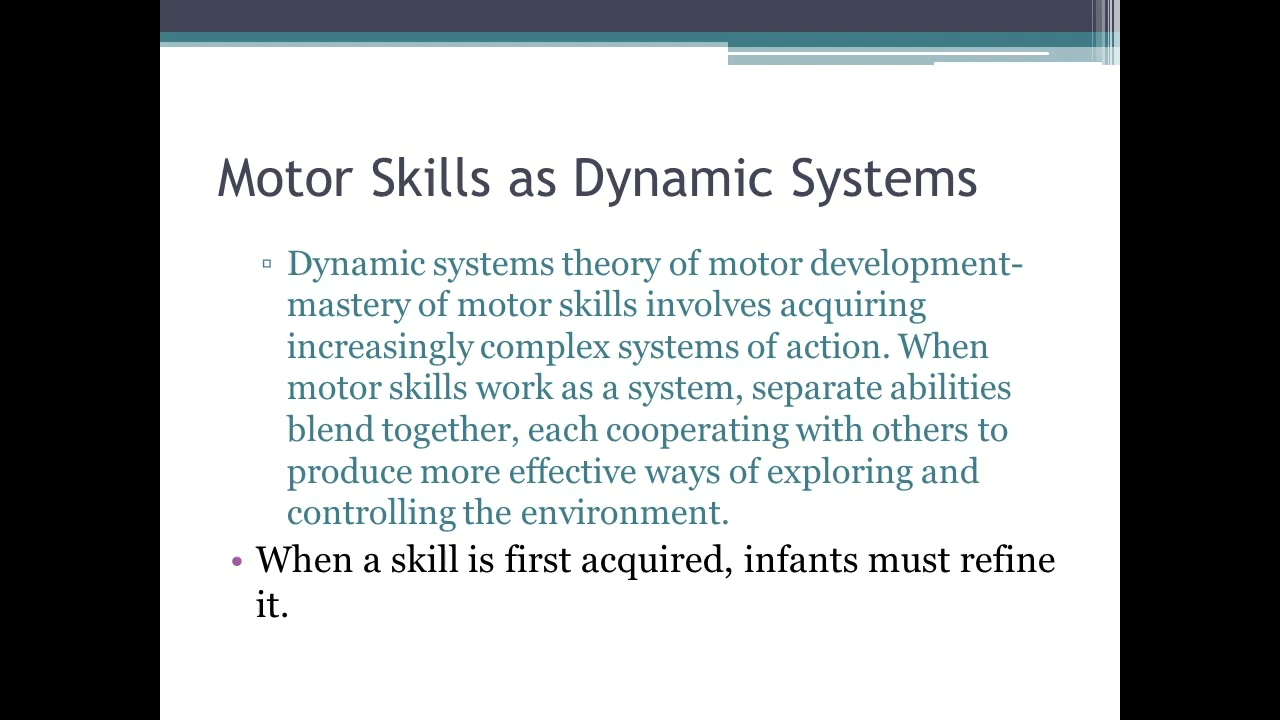 Motor Skills as Dynamic Systems
▫ Dynamic systems theory of motor development-
mastery of motor skills involves acquiring
increasingly complex systems of action. When
motor skills work as a system, separate abilities
blend together, each cooperating with others to
produce more effective ways of exploring and
controlling the environment.
• When a skill is first acquired, infants must refine
it.